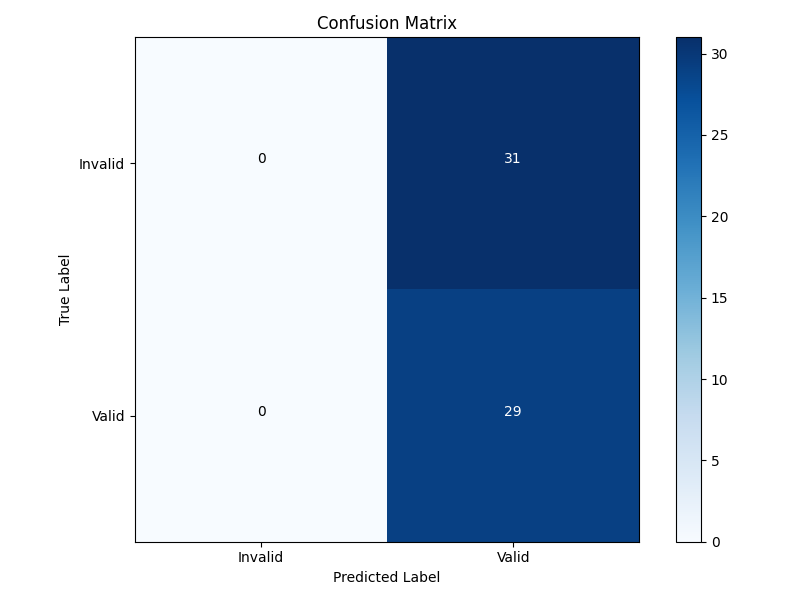 Confusion Matrix
True Label
Invalid
Valid
0
31
0
29
Invalid
Valid
Predicted Label
30
25
20
15
10
5
0